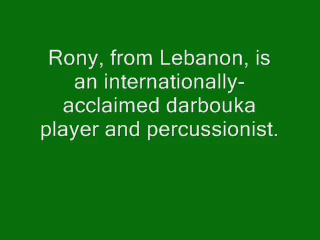 Rony, from Lebanon, is
an internationally-
acclaimed darbouka
player and percussionist.